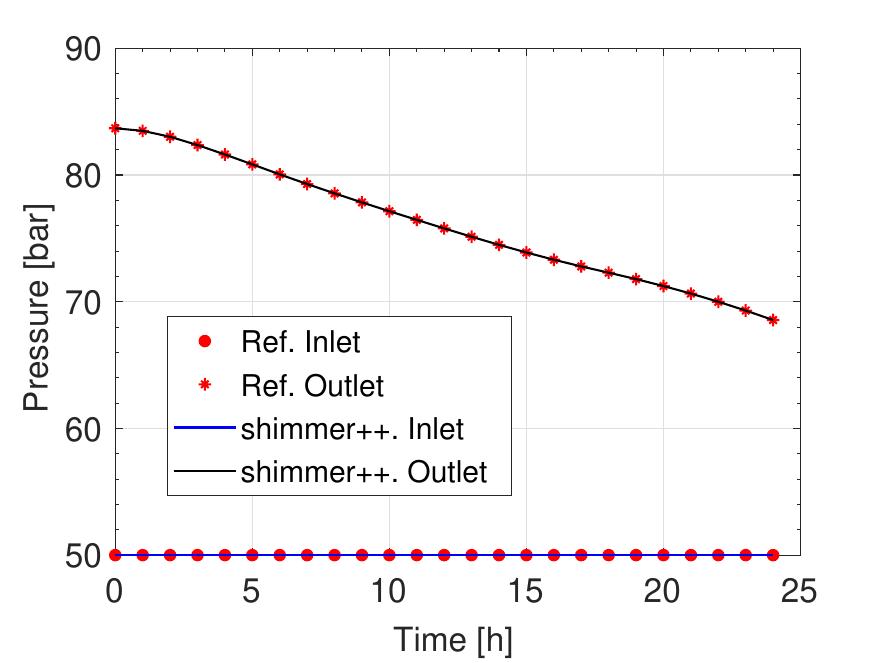 90
80
70
60
50
Pressure [bar]
Ref. Inlet
Ref. Outlet
shimmer++. Inlet
shimmer++. Outlet
0 5 10 15 20 25
Time [h]